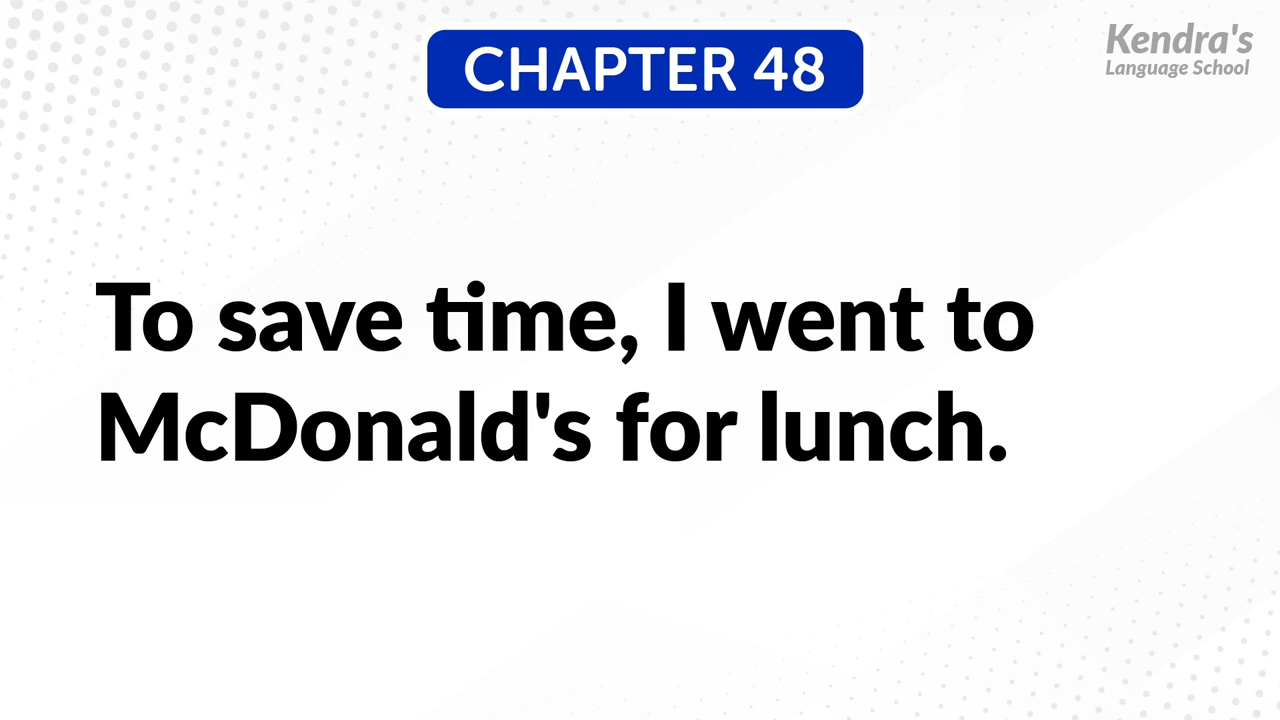 CHAPTER 48
Kendra's
Language School
To save time, I went to
McDonald's for lunch.